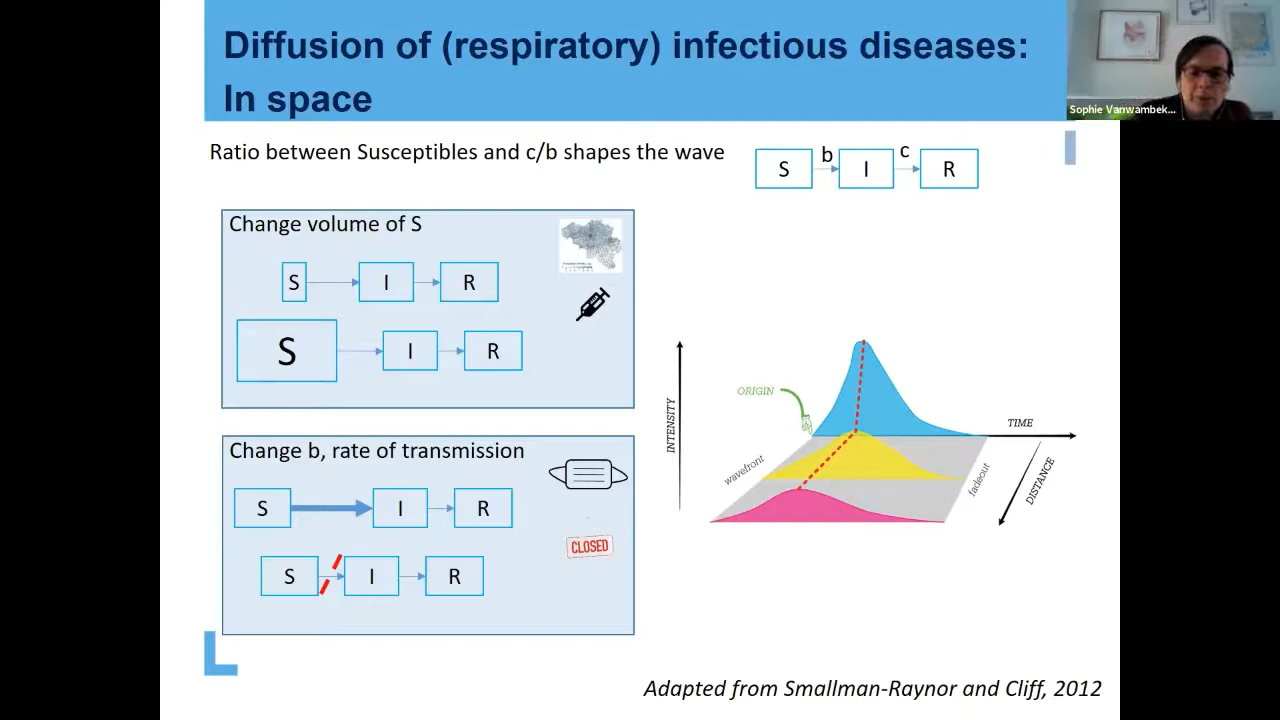 Diffusion of (respiratory) infectious diseases:
In space
Sophie Vanwambek...
Ratio between Susceptibles and c/b shapes the wave
S b I c R
Change volume of S
S I R
S I R
Change b, rate of transmission
S I R
CLOSED
S I R
INTENSITY
ORIGIN
TIME
wavefront
fadeout
DISTANCE
Adapted from Smallman-Raynor and Cliff, 2012